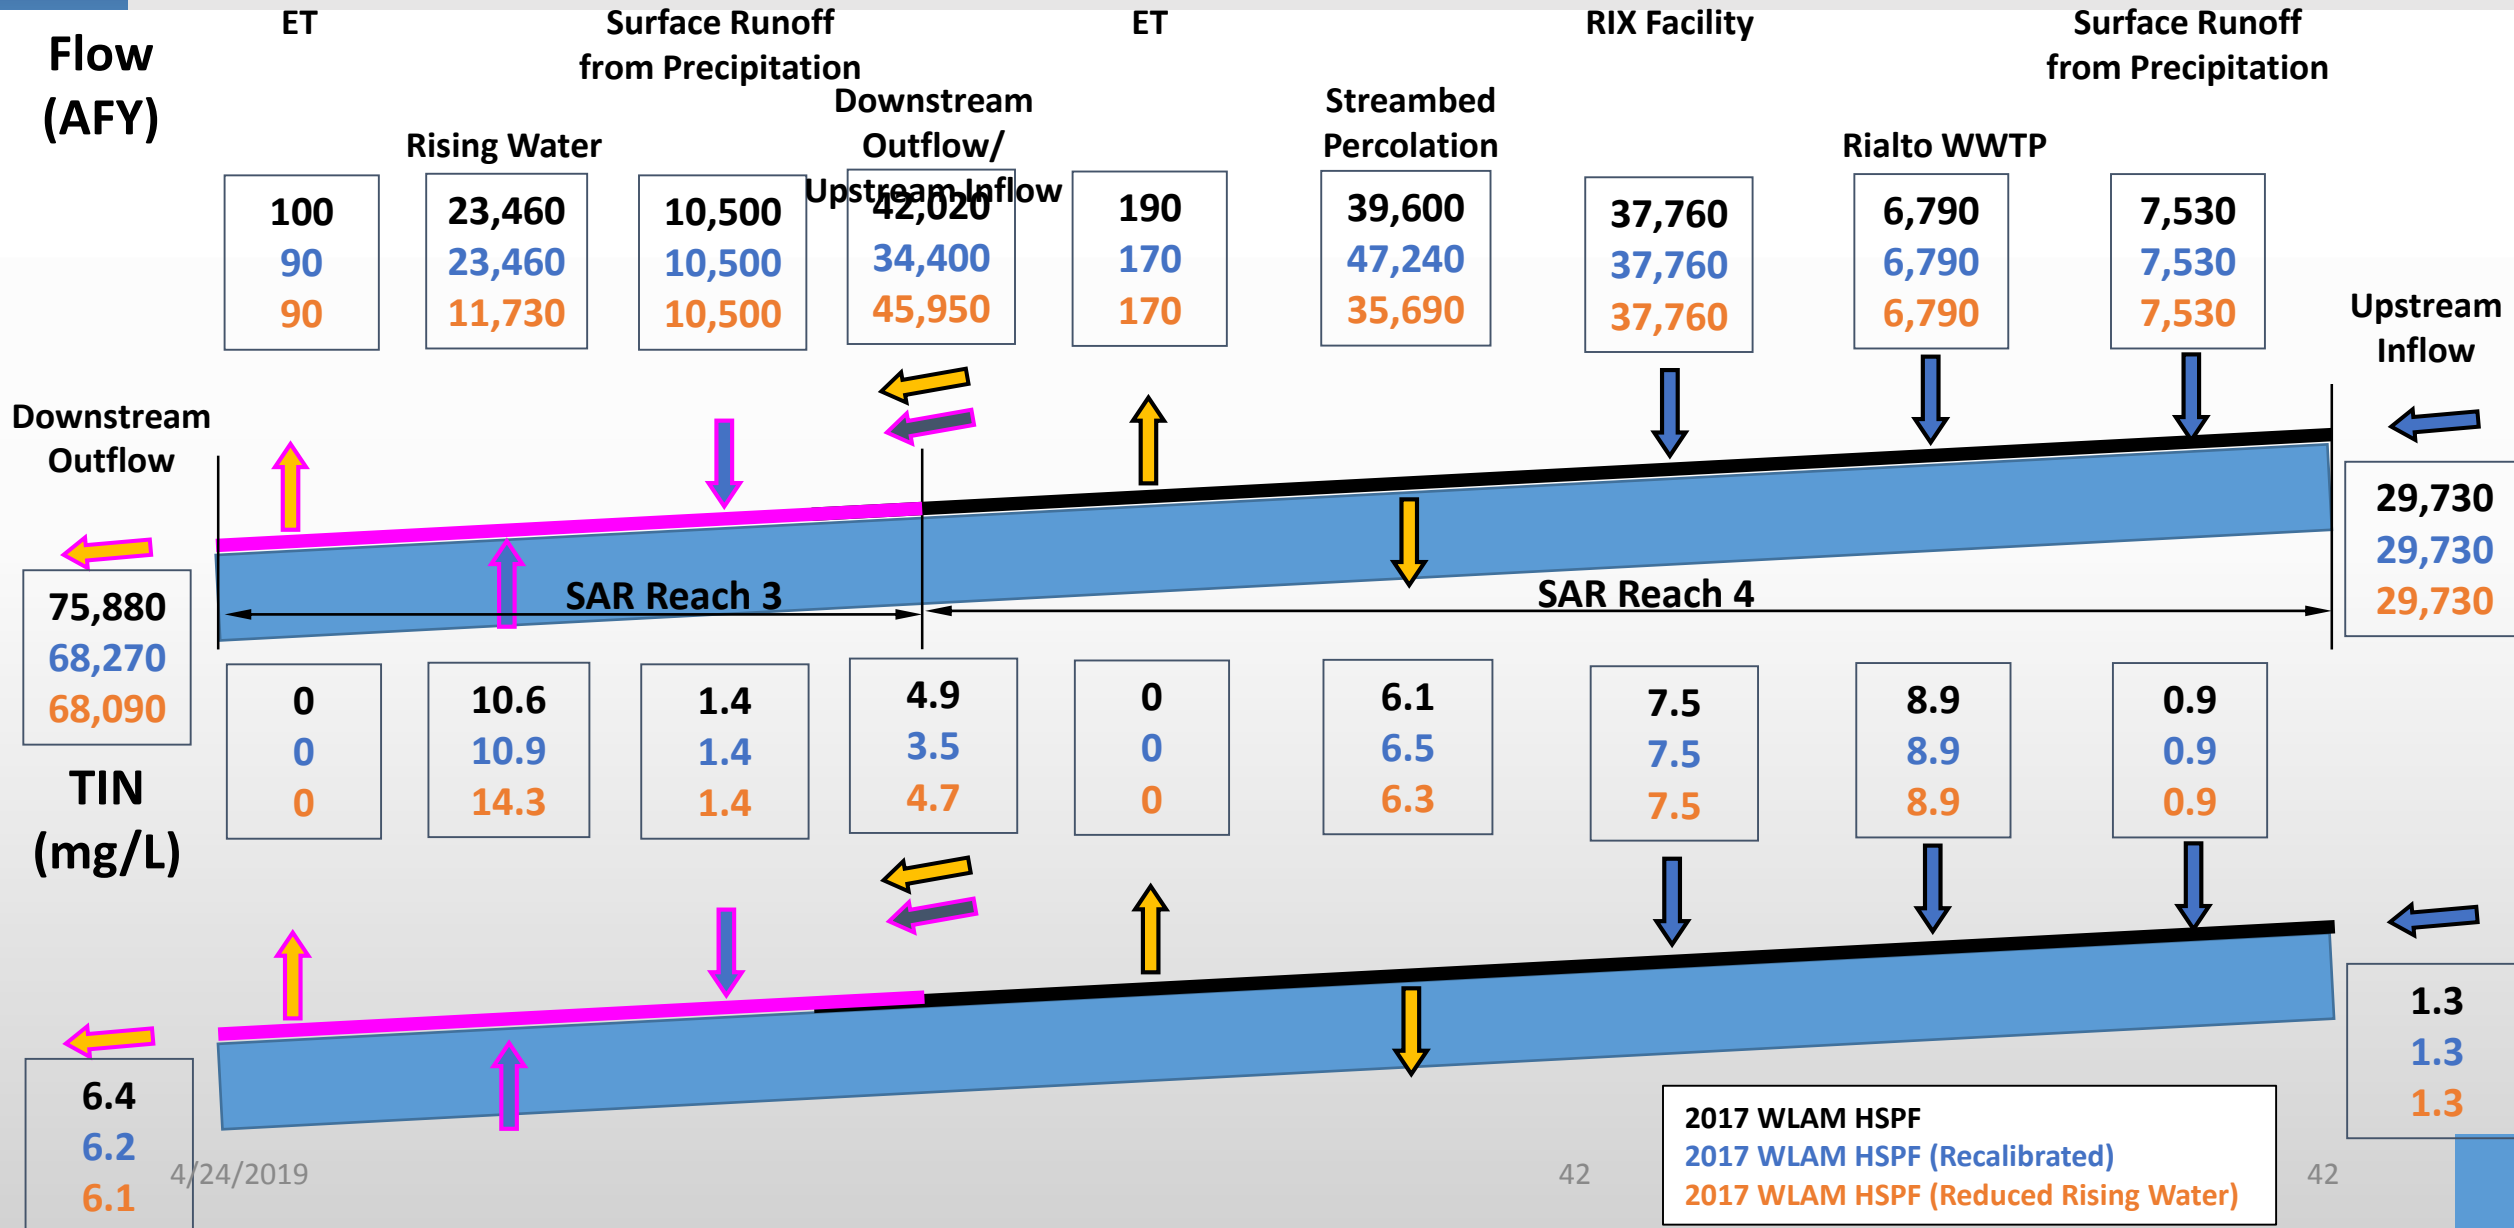 Flow
(AFY)
ET
Surface Runoff
from Precipitation
ET
RIX Facility
Surface Runoff
from Precipitation
Rising Water
Downstream
Outflow/
Upstream Inflow
Streambed
Percolation
Rialto WWTP
100
90
90
23,460
23,460
11,730
10,500
10,500
10,500
42,020
34,400
45,950
190
170
170
39,600
47,240
35,690
37,760
37,760
37,760
6,790
6,790
6,790
7,530
7,530
7,530
Upstream
Inflow
29,730
29,730
29,730
Downstream
Outflow
75,880
68,270
68,090
SAR Reach 3
SAR Reach 4
TIN
(mg/L)
0
0
0
10.6
10.9
14.3
1.4
1.4
1.4
4.9
3.5
4.7
0
0
0
6.1
6.5
6.3
7.5
7.5
7.5
8.9
8.9
8.9
0.9
0.9
0.9
1.3
1.3
1.3
6.4
6.2
6.1
2017 WLAM HSPF
2017 WLAM HSPF (Recalibrated)
2017 WLAM HSPF (Reduced Rising Water)
4/24/2019
42
42